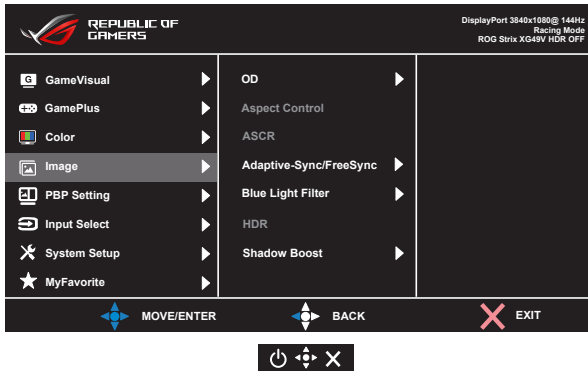 REPUBLIC OF
GAMERS
DisplayPort 3840x1080@ 144Hz
Racing Mode
ROG Strix XG49V HDR OFF
G GameVisual
GamePlus
Color
Image
PBP Setting
Input Select
System Setup
MyFavorite
OD
Aspect Control
ASCR
Adaptive-Sync/FreeSync
Blue Light Filter
HDR
Shadow Boost
MOVE/ENTER
BACK
EXIT